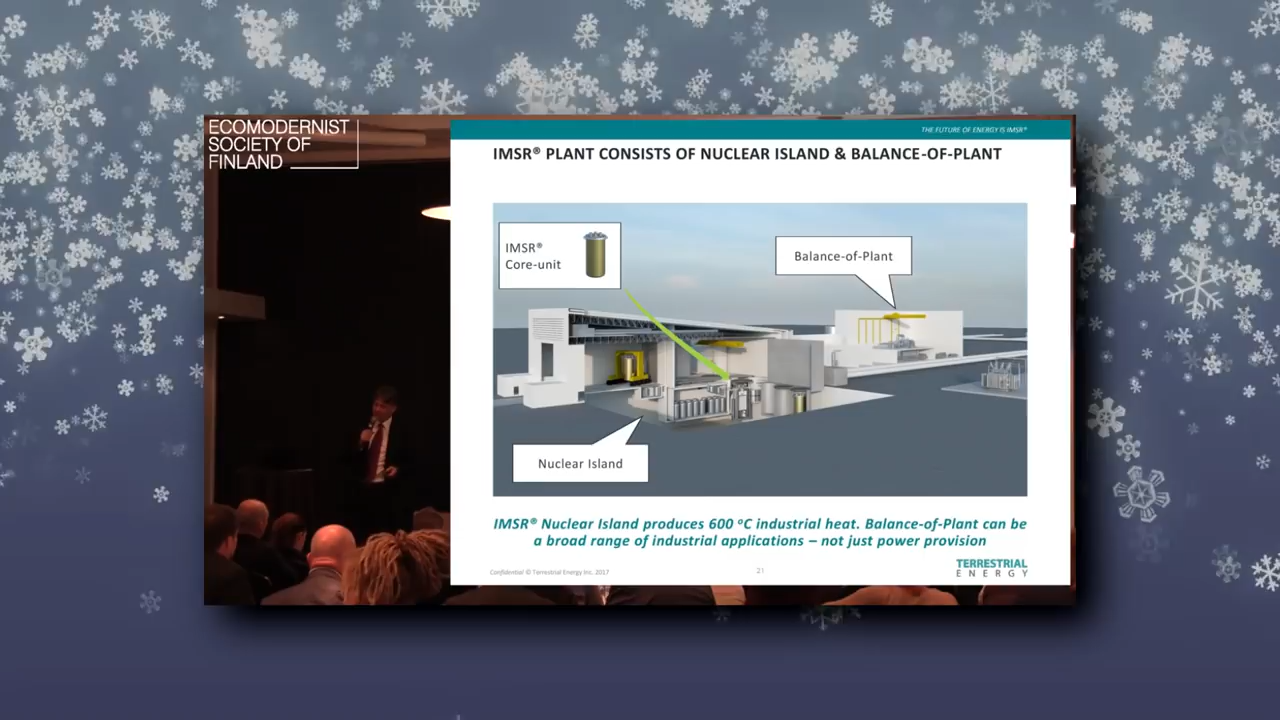 ECOMODERNIST
SOCIETY OF
FINLAND
THE FUTURE OF ENERGY IS IMSR®
IMSR® PLANT CONSISTS OF NUCLEAR ISLAND & BALANCE-OF-PLANT
IMSR®
Core-unit
Balance-of-Plant
Nuclear Island
IMSR® Nuclear Island produces 600 °C industrial heat. Balance-of-Plant can be
a broad range of industrial applications – not just power provision
Confidential © Terrestrial Energy Inc. 2017
21
TERRESTRIAL
ENERGY